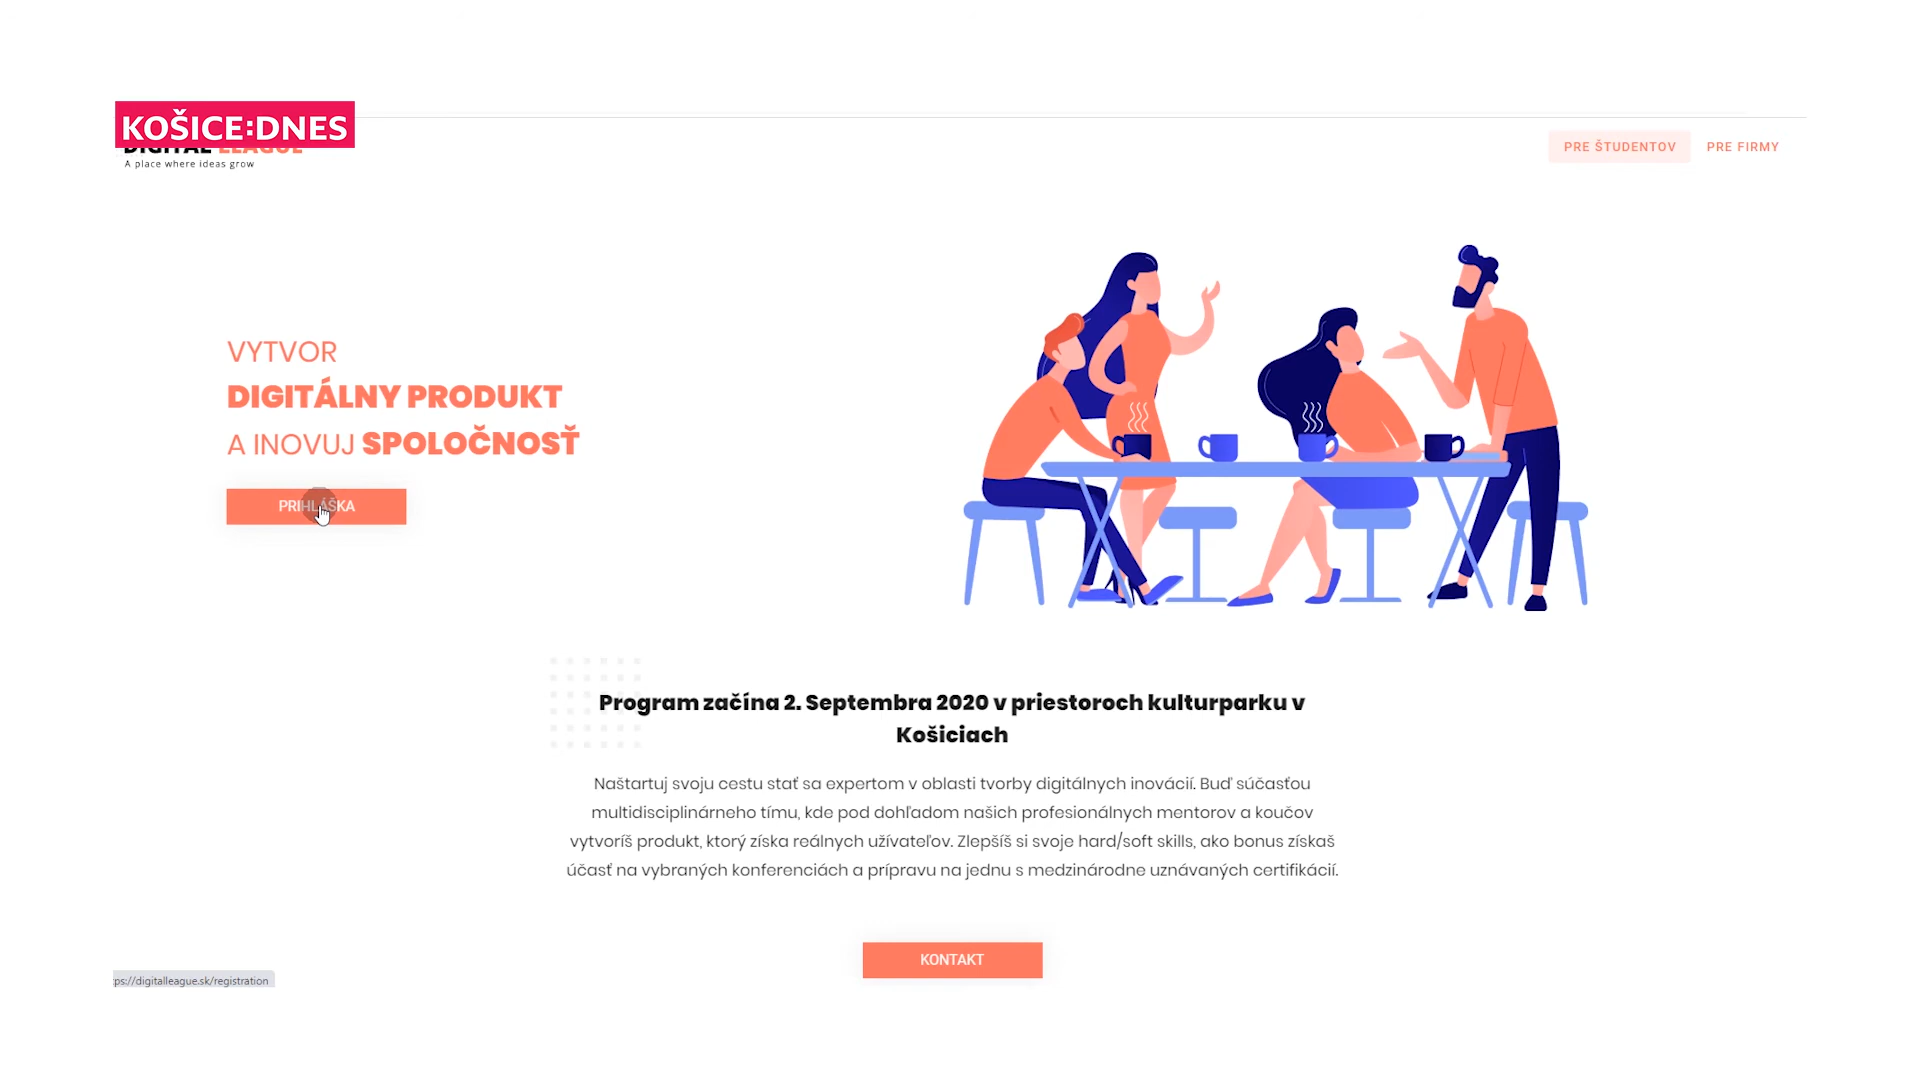 KOŠICE:DNES
DIGITAL LEAGUE
A place where ideas grow
PRE ŠTUDENTOV
PRE FIRMY
VYTVOR
DIGITÁLNY PRODUKT
A INOVUJ SPOLOČNOSŤ
PRIHLÁŠKA
Program začína 2. Septembra 2020 v priestoroch kulturparku v
Košiciach
Naštartuj svoju cestu stať sa expertom v oblasti tvorby digitálnych inovácií. Buď súčasťou
multidisciplinárneho tímu, kde pod dohľadom našich profesionálnych mentorov a koučov
vytvoríš produkt, ktorý získa reálnych užívateľov. Zlepšíš si svoje hard/soft skills, ako bonus získaš
účasť na vybraných konferenciách a prípravu na jednu s medzinárodne uznávaných certifikácií.
KONTAKT
ps://digitalleague.sk/registration